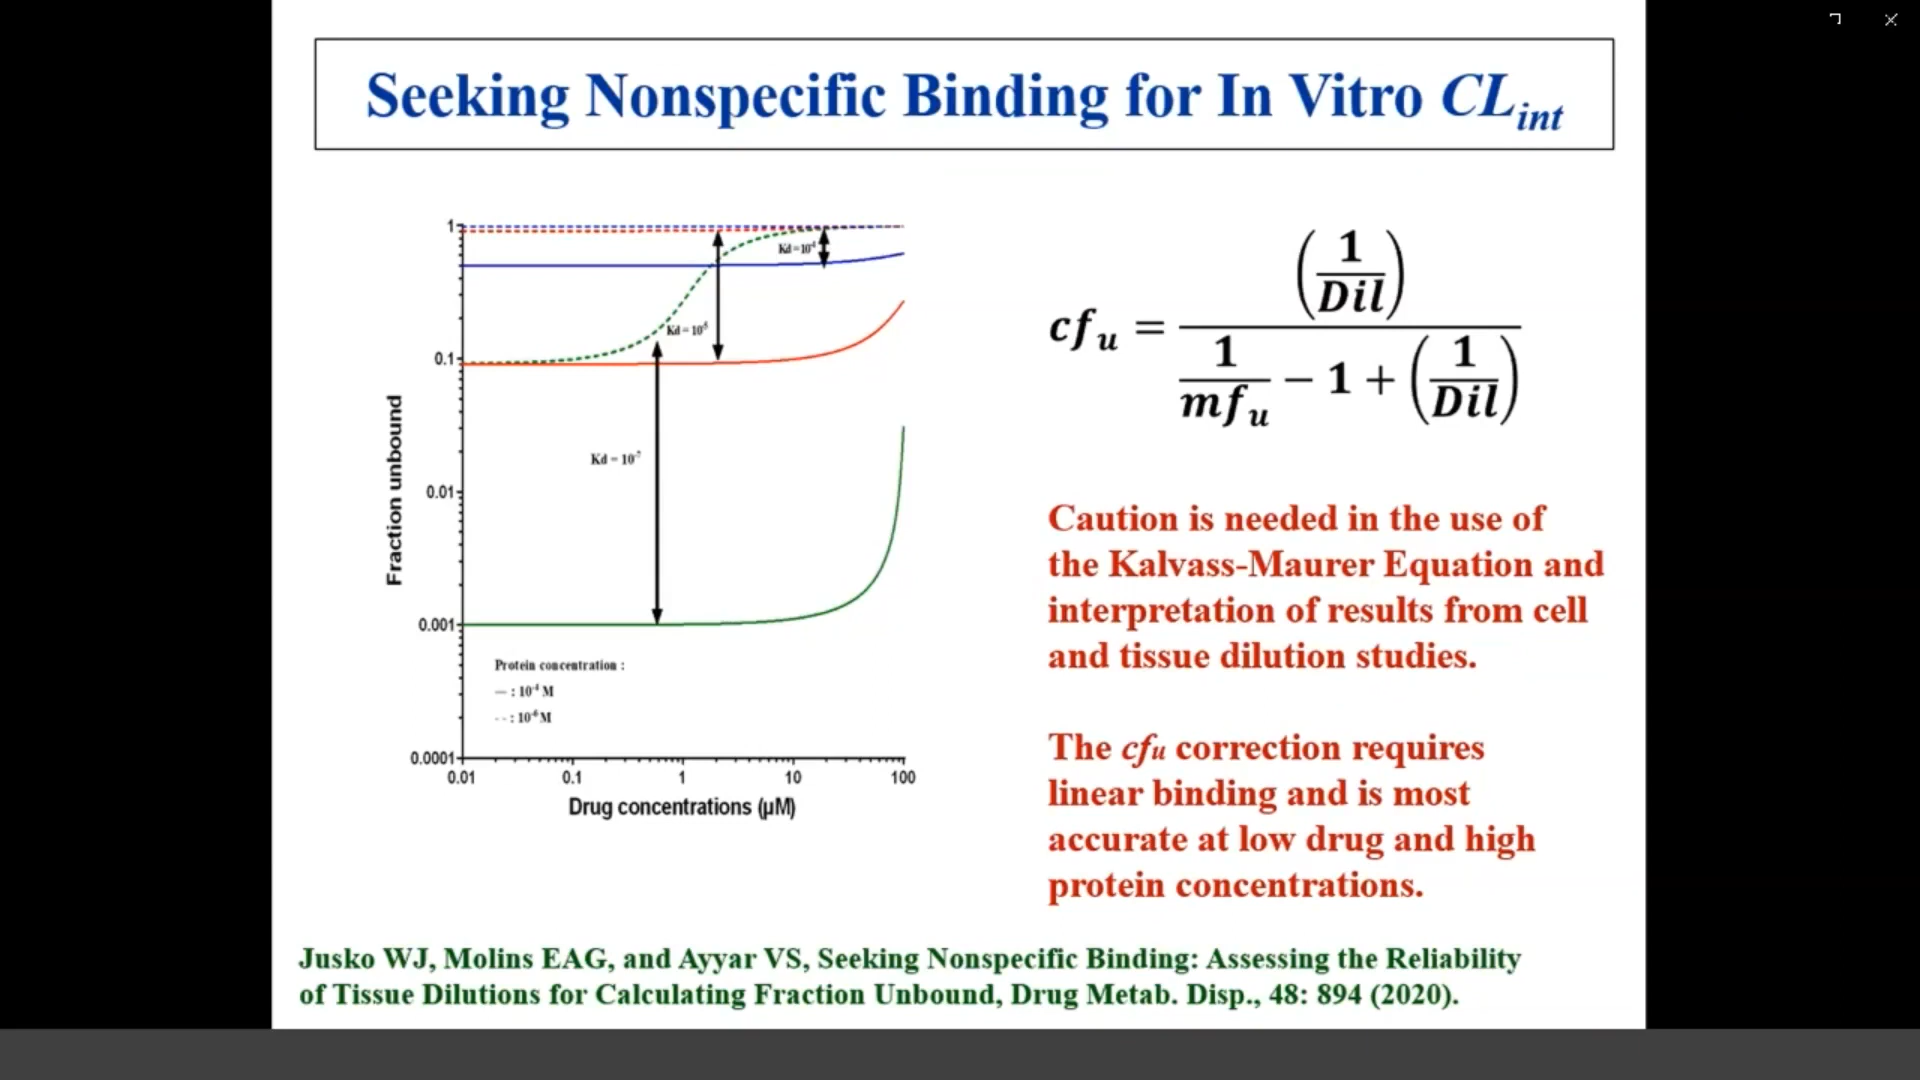 Seeking Nonspecific Binding for In Vitro CL_int
1
0.1
0.01
0.001
0.0001
Fraction unbound
Kd=10^-4
Kd = 10^-5
Kd = 10^-7
Protein concentration :
— : 10^-4 M
- - : 10^-6 M
0.01 0.1 1 10 100
Drug concentrations (µM)
cf_u = (1/Dil) / (1/mf_u − 1 + (1/Dil))
Caution is needed in the use of
the Kalvass-Maurer Equation and
interpretation of results from cell
and tissue dilution studies.
The cfu correction requires
linear binding and is most
accurate at low drug and high
protein concentrations.
Jusko WJ, Molins EAG, and Ayyar VS, Seeking Nonspecific Binding: Assessing the Reliability
of Tissue Dilutions for Calculating Fraction Unbound, Drug Metab. Disp., 48: 894 (2020).